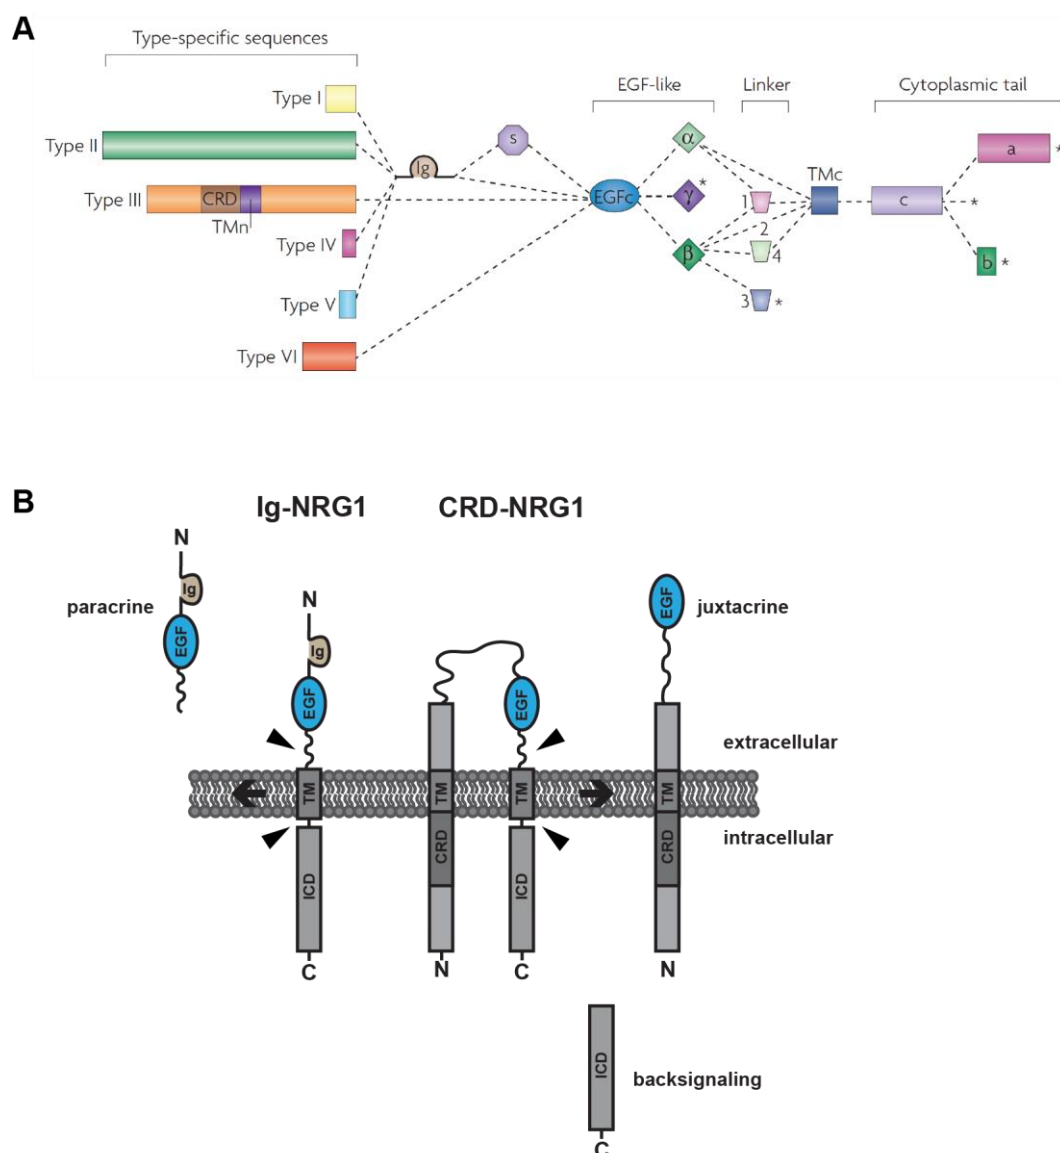 A
Type-specific sequences
EGF-like
Linker
Cytoplasmic tail
Type I
Type II
Ig
s
α
a
*
TMc
Type III
CRD
TMn
EGFc
γ
*
1
2
c
*
Type IV
β
4
b
*
Type V
3
*
Type VI
B
Ig-NRG1
CRD-NRG1
N
Ig
paracrine
EGF
N
Ig
EGF
EGF
EGF
juxtacrine
extracellular
TM
TM
TM
TM
intracellular
CRD
CRD
ICD
ICD
C
N
C
N
ICD
backsignaling
C